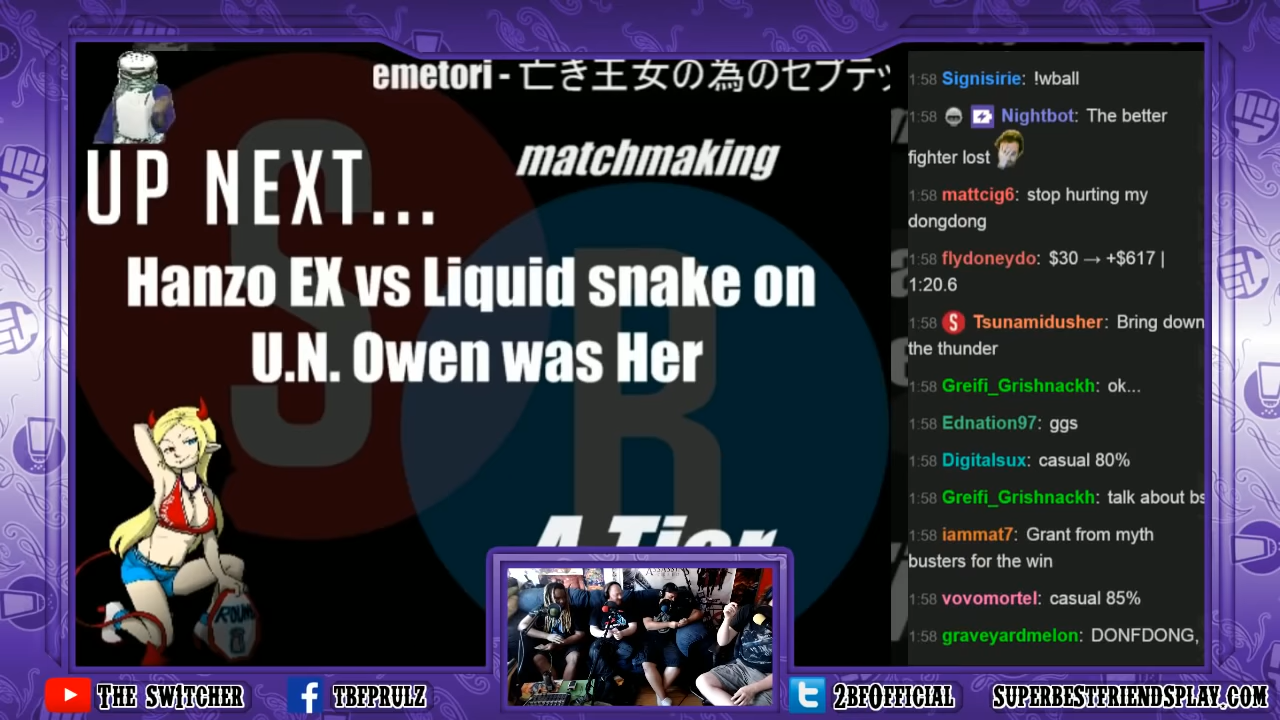 emetori - 亡き王女の為のセプテッ
matchmaking
UP NEXT...
Hanzo EX vs Liquid snake on
U.N. Owen was Her
S
R
A Tier
1:58 Signisirie: !wball
1:58 Nightbot: The better
fighter lost
1:58 mattcig6: stop hurting my
dongdong
1:58 flydoneydo: $30 → +$617 |
1:20.6
1:58 S Tsunamidusher: Bring down
the thunder
1:58 Greifi_Grishnackh: ok...
1:58 Ednation97: ggs
1:58 Digitalsux: casual 80%
1:58 Greifi_Grishnackh: talk about bs
1:58 iammat7: Grant from myth
busters for the win
1:58 vovomortel: casual 85%
1:58 graveyardmelon: DONFDONG,
The Sw1tcher
TBFPRULZ
2bfOfficial
SUPERBESTFRIENDSPLAY.COM